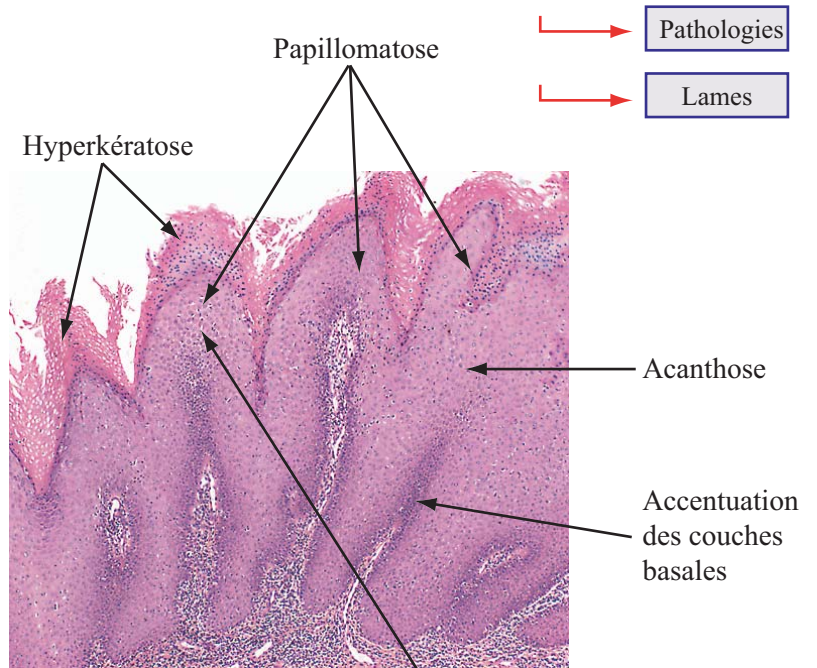 Pathologies
Papillomatose
Lames
Hyperkératose
Acanthose
Accentuation
des couches
basales